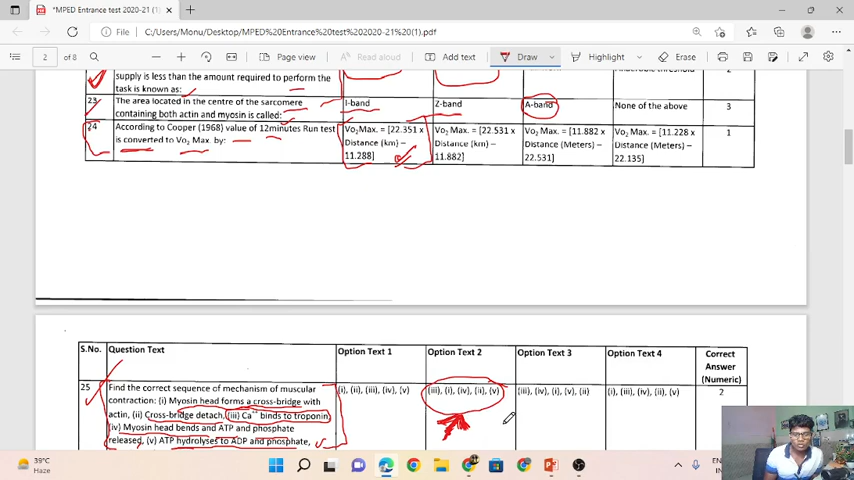 *MPED Entrance test 2020-21 (1).p
File
C:/Users/Monu/Desktop/MPED%20Entrance%20test%202020-21%20(1).pdf
2 of 8
Page view
Read aloud
Add text
Draw
Highlight
Erase
supply is less than the amount required to perform the
task is known as:
Anaerobic threshold
2
23 The area located in the centre of the sarcomere
containing both actin and myosin is called:
I-band
Z-band
A-band
None of the above
3
24 According to Cooper (1968) value of 12minutes Run test
is converted to Vo2 Max. by:
Vo2Max. = [22.351 x
Distance (km) –
11.288]
Vo2Max. = [22.531 x
Distance (km) –
11.882]
Vo2Max. = [11.882 x
Distance (Meters) –
22.531]
Vo2Max. = [11.228 x
Distance (Meters) –
22.135]
1
S.No.
Question Text
Option Text 1
Option Text 2
Option Text 3
Option Text 4
Correct
Answer
(Numeric)
25 Find the correct sequence of mechanism of muscular
contraction: (i) Myosin head forms a cross-bridge with
actin, (ii) Cross-bridge detach, (iii) Ca++ binds to troponin,
(iv) Myosin head bends and ATP and phosphate
released, (v) ATP hydrolyses to ADP and phosphate,
(i), (ii), (iii), (iv), (v)
(iii), (i), (iv), (ii), (v)
(iii), (iv), (i), (v), (ii)
(i), (iii), (iv), (ii), (v)
2
39°C
Haze